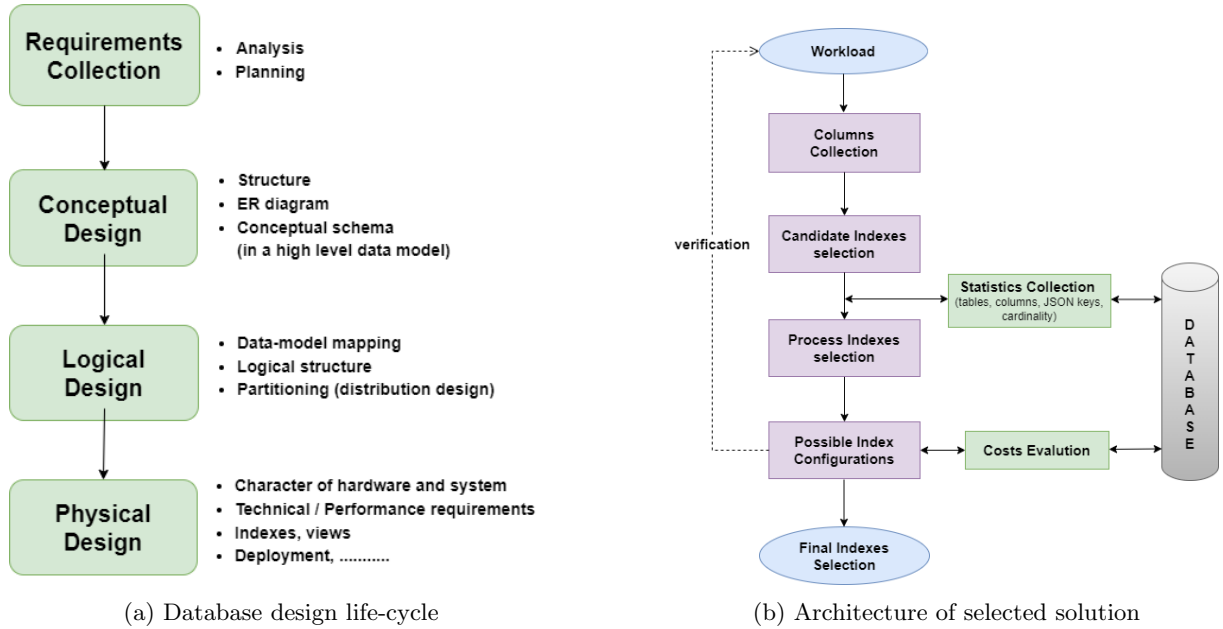 Requirements
Collection
• Analysis
• Planning
Conceptual
Design
• Structure
• ER diagram
• Conceptual schema
(in a high level data model)
Logical
Design
• Data-model mapping
• Logical structure
• Partitioning (distribution design)
Physical
Design
• Character of hardware and system
• Technical / Performance requirements
• Indexes, views
• Deployment, ...........
(a) Database design life-cycle
Workload
Columns
Collection
verification
Candidate Indexes
selection
Statistics Collection
(tables, columns, JSON keys,
cardinality)
Process Indexes
selection
Possible Index
Configurations
Costs Evalution
D
A
T
A
B
A
S
E
Final Indexes
Selection
(b) Architecture of selected solution